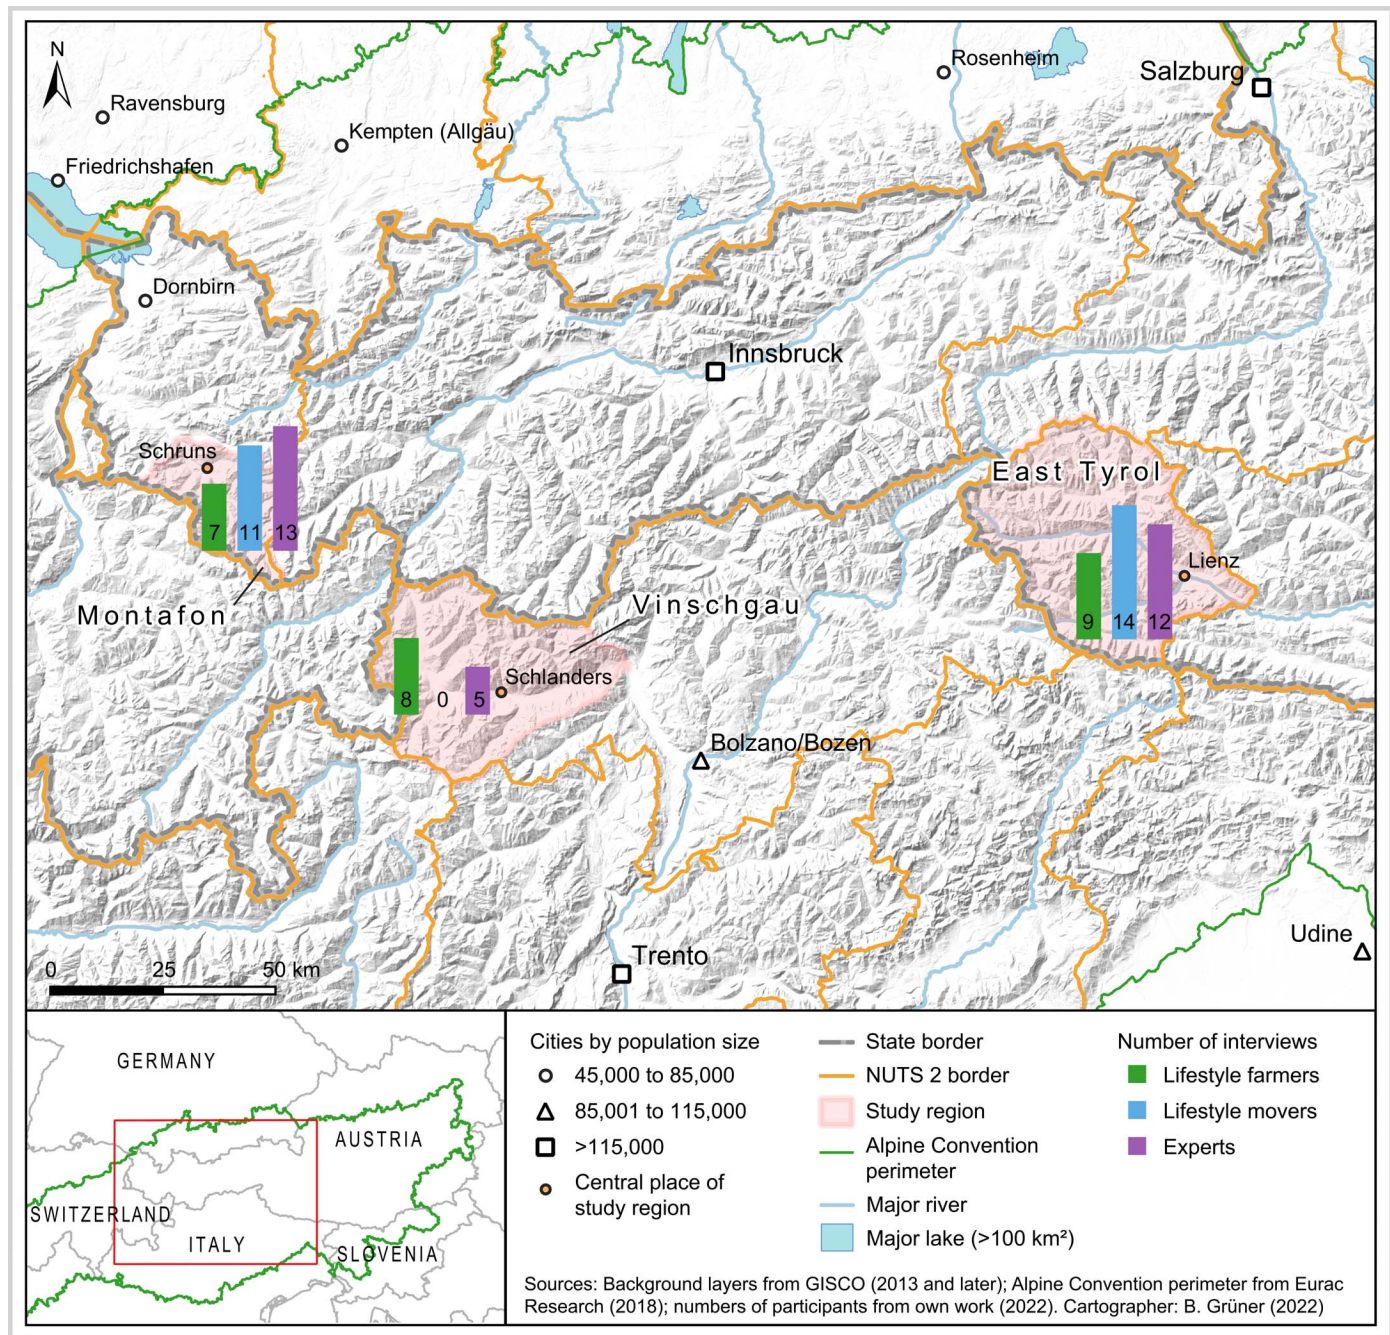 N
Rosenheim
Salzburg
Ravensburg
Kempten (Allgäu)
Friedrichshafen
Dornbirn
Innsbruck
Schruns
East Tyrol
7
11
13
Lienz
Montafon
Vinschgau
9
14
12
Schlanders
8
0
5
Bolzano/Bozen
Udine
Trento
0
25
50 km
GERMANY
AUSTRIA
SWITZERLAND
ITALY
SLOVENIA
Cities by population size
45,000 to 85,000
85,001 to 115,000
>115,000
Central place of
study region
State border
NUTS 2 border
Study region
Alpine Convention
perimeter
Major river
Major lake (>100 km²)
Number of interviews
Lifestyle farmers
Lifestyle movers
Experts
Sources: Background layers from GISCO (2013 and later); Alpine Convention perimeter from Eurac
Research (2018); numbers of participants from own work (2022). Cartographer: B. Grüner (2022)